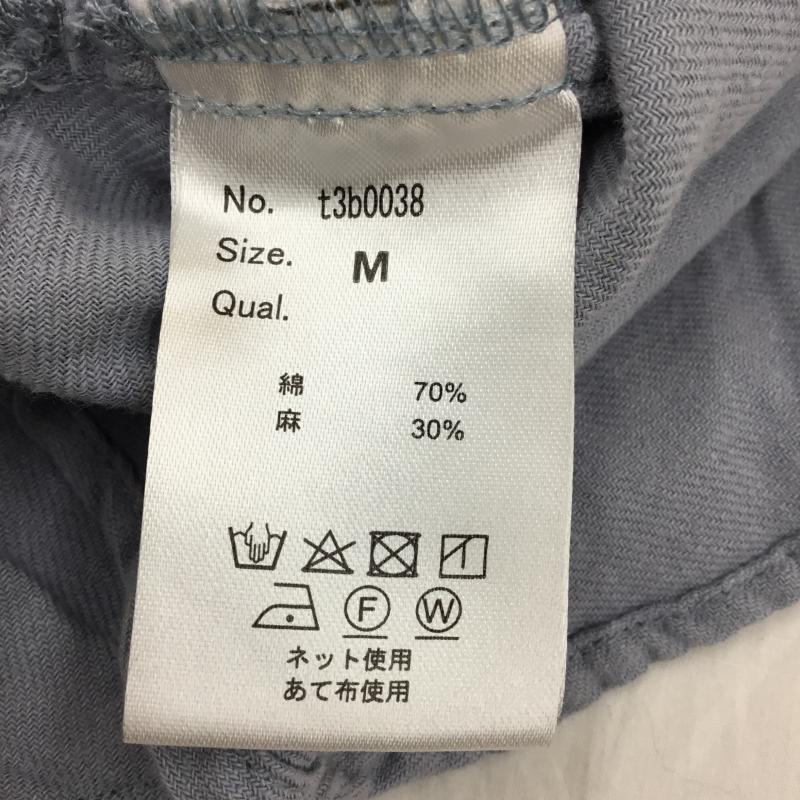 No. t3b0038
Size. M
Qual.
綿 70%
麻 30%
F W
ネット使用
あて布使用